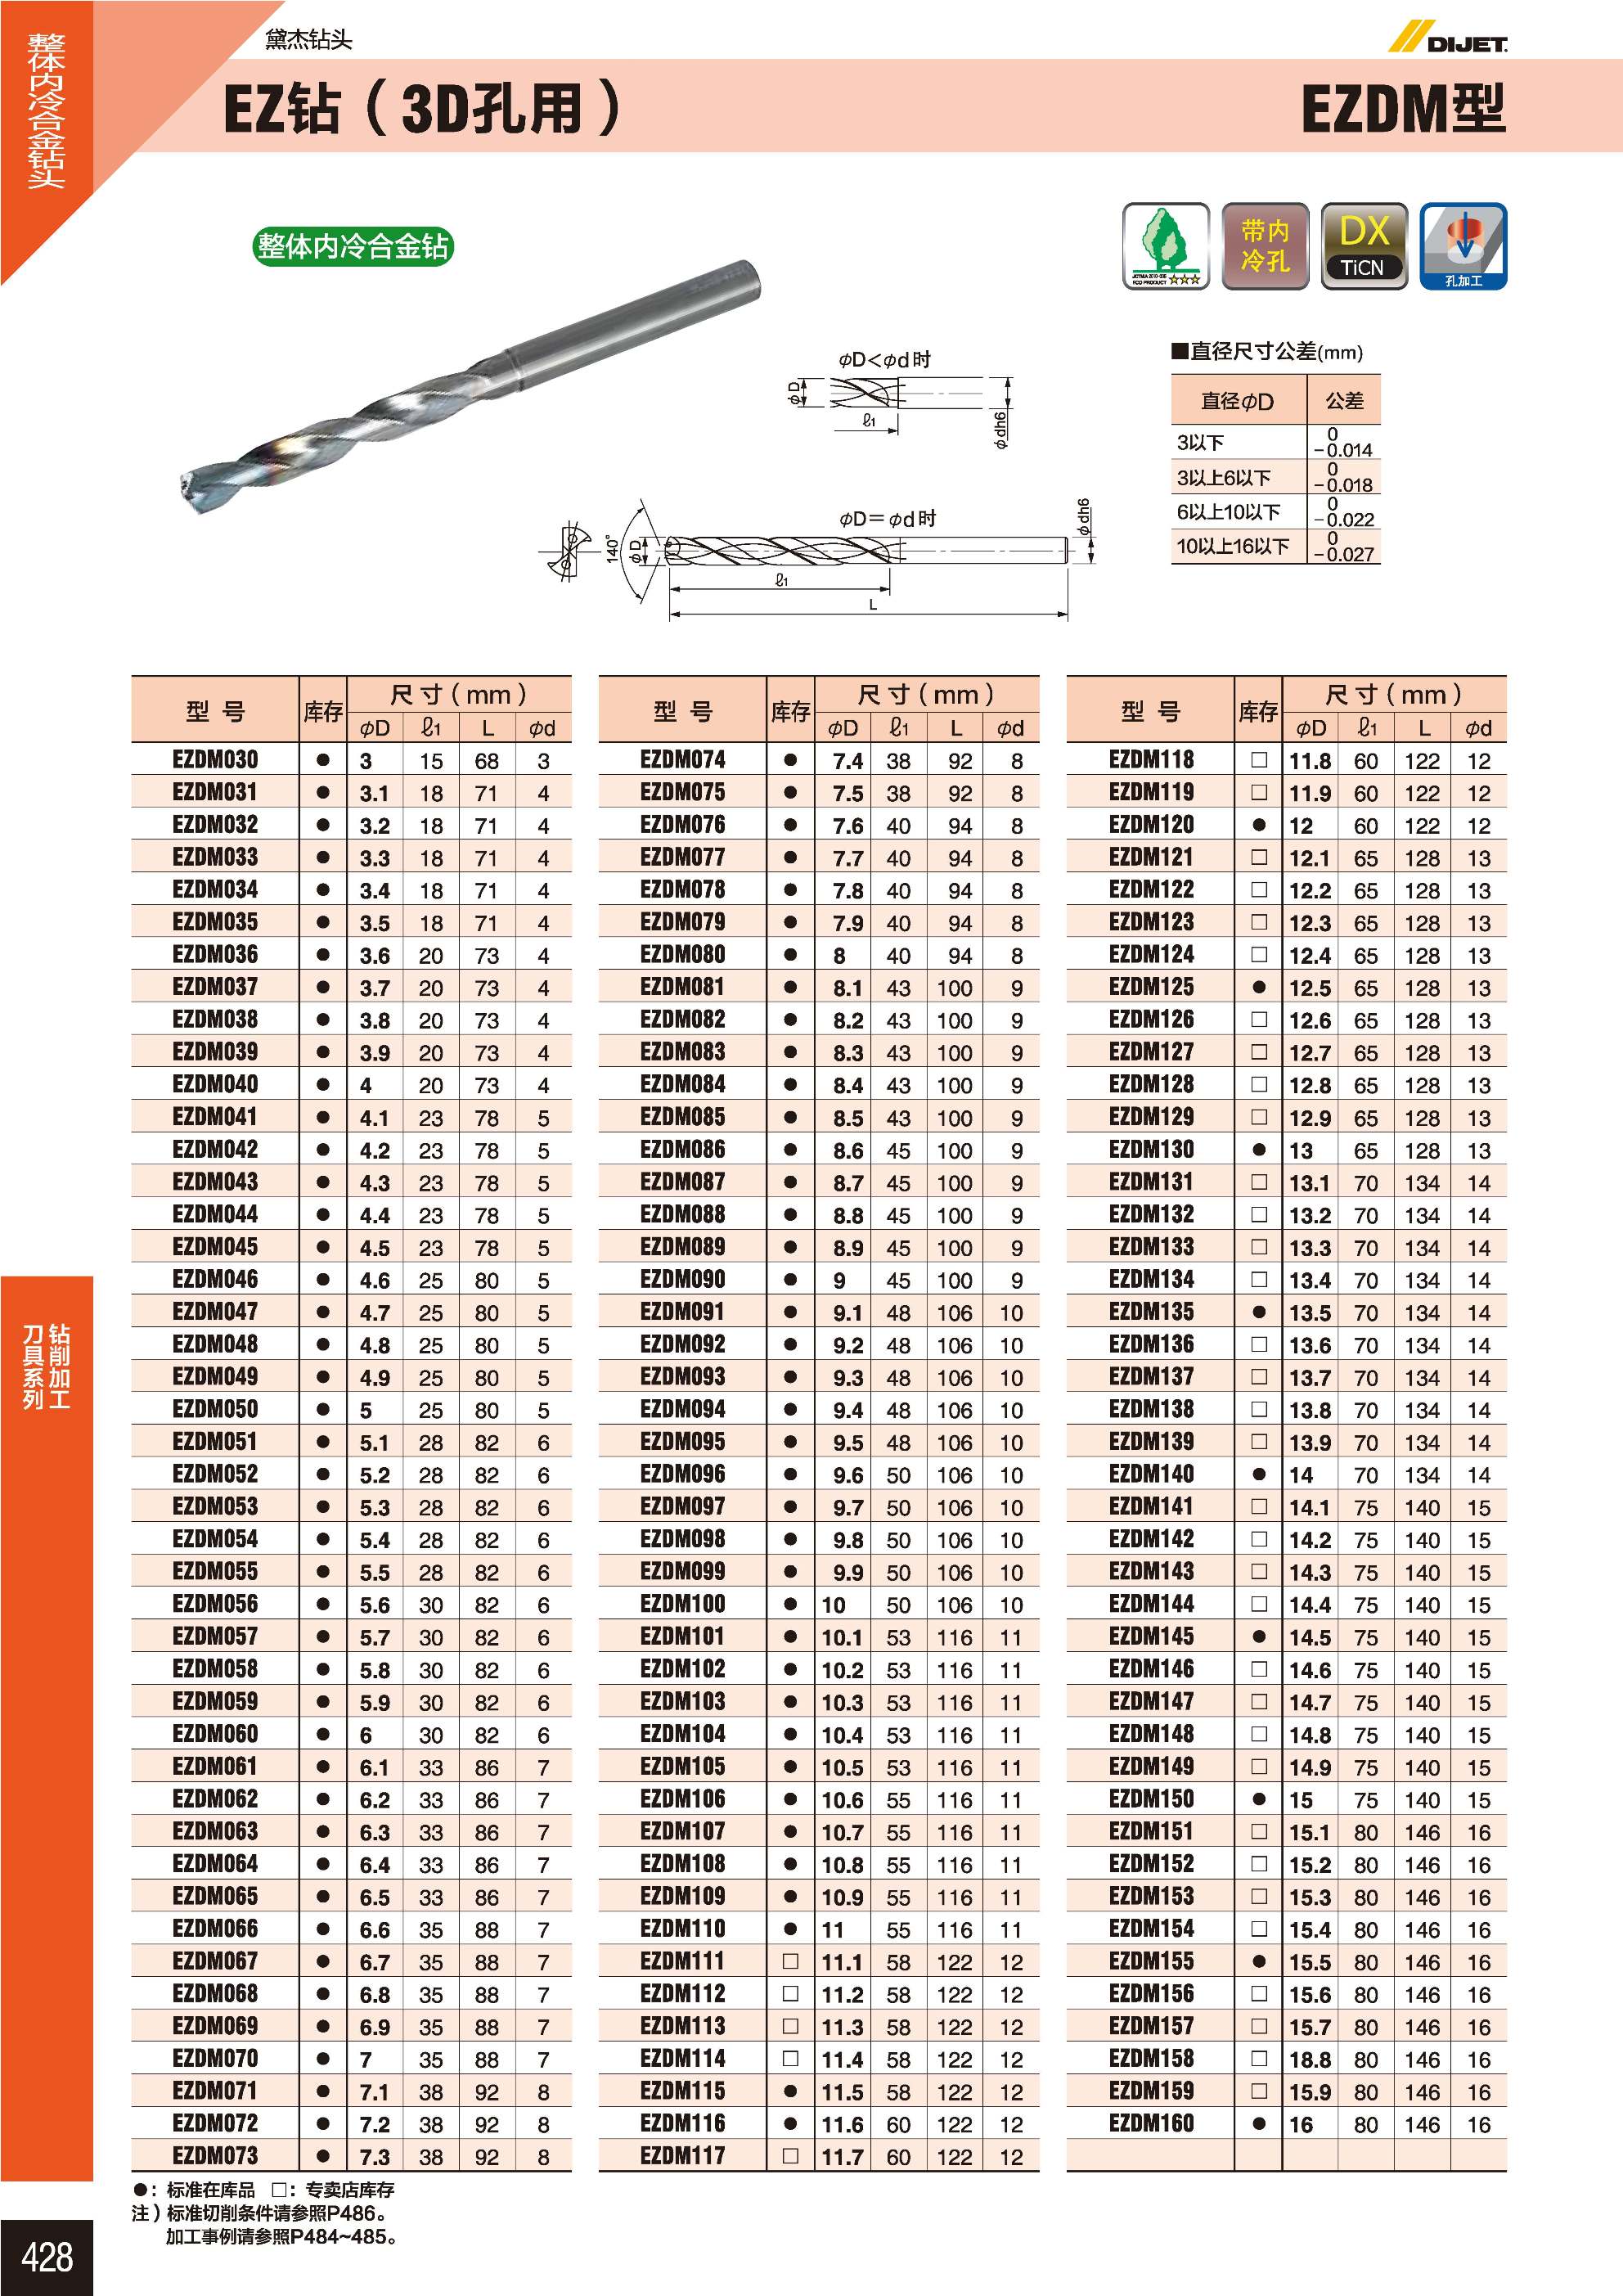 整体内冷合金钻头
黛杰钻头
DIJET
EZ钻（3D孔用）
EZDM型
整体内冷合金钻
JCTMA 2010-S05
ECO PRODUCT ☆☆☆
带内
冷孔
DX
TiCN
孔加工
φD＜φd时
φD
ℓ1
φdh6
φD＝φd时
140°
φD
φdh6
ℓ1
L
■直径尺寸公差(mm)
直径φD 公差
3以下 0 -0.014
3以上6以下 0 -0.018
6以上10以下 0 -0.022
10以上16以下 0 -0.027
型号 库存 尺寸（mm）
φD ℓ1 L φd
EZDM030 ● 3 15 68 3
EZDM031 ● 3.1 18 71 4
EZDM032 ● 3.2 18 71 4
EZDM033 ● 3.3 18 71 4
EZDM034 ● 3.4 18 71 4
EZDM035 ● 3.5 18 71 4
EZDM036 ● 3.6 20 73 4
EZDM037 ● 3.7 20 73 4
EZDM038 ● 3.8 20 73 4
EZDM039 ● 3.9 20 73 4
EZDM040 ● 4 20 73 4
EZDM041 ● 4.1 23 78 5
EZDM042 ● 4.2 23 78 5
EZDM043 ● 4.3 23 78 5
EZDM044 ● 4.4 23 78 5
EZDM045 ● 4.5 23 78 5
EZDM046 ● 4.6 25 80 5
EZDM047 ● 4.7 25 80 5
EZDM048 ● 4.8 25 80 5
EZDM049 ● 4.9 25 80 5
EZDM050 ● 5 25 80 5
EZDM051 ● 5.1 28 82 6
EZDM052 ● 5.2 28 82 6
EZDM053 ● 5.3 28 82 6
EZDM054 ● 5.4 28 82 6
EZDM055 ● 5.5 28 82 6
EZDM056 ● 5.6 30 82 6
EZDM057 ● 5.7 30 82 6
EZDM058 ● 5.8 30 82 6
EZDM059 ● 5.9 30 82 6
EZDM060 ● 6 30 82 6
EZDM061 ● 6.1 33 86 7
EZDM062 ● 6.2 33 86 7
EZDM063 ● 6.3 33 86 7
EZDM064 ● 6.4 33 86 7
EZDM065 ● 6.5 33 86 7
EZDM066 ● 6.6 35 88 7
EZDM067 ● 6.7 35 88 7
EZDM068 ● 6.8 35 88 7
EZDM069 ● 6.9 35 88 7
EZDM070 ● 7 35 88 7
EZDM071 ● 7.1 38 92 8
EZDM072 ● 7.2 38 92 8
EZDM073 ● 7.3 38 92 8
型号 库存 尺寸（mm）
φD ℓ1 L φd
EZDM074 ● 7.4 38 92 8
EZDM075 ● 7.5 38 92 8
EZDM076 ● 7.6 40 94 8
EZDM077 ● 7.7 40 94 8
EZDM078 ● 7.8 40 94 8
EZDM079 ● 7.9 40 94 8
EZDM080 ● 8 40 94 8
EZDM081 ● 8.1 43 100 9
EZDM082 ● 8.2 43 100 9
EZDM083 ● 8.3 43 100 9
EZDM084 ● 8.4 43 100 9
EZDM085 ● 8.5 43 100 9
EZDM086 ● 8.6 45 100 9
EZDM087 ● 8.7 45 100 9
EZDM088 ● 8.8 45 100 9
EZDM089 ● 8.9 45 100 9
EZDM090 ● 9 45 100 9
EZDM091 ● 9.1 48 106 10
EZDM092 ● 9.2 48 106 10
EZDM093 ● 9.3 48 106 10
EZDM094 ● 9.4 48 106 10
EZDM095 ● 9.5 48 106 10
EZDM096 ● 9.6 50 106 10
EZDM097 ● 9.7 50 106 10
EZDM098 ● 9.8 50 106 10
EZDM099 ● 9.9 50 106 10
EZDM100 ● 10 50 106 10
EZDM101 ● 10.1 53 116 11
EZDM102 ● 10.2 53 116 11
EZDM103 ● 10.3 53 116 11
EZDM104 ● 10.4 53 116 11
EZDM105 ● 10.5 53 116 11
EZDM106 ● 10.6 55 116 11
EZDM107 ● 10.7 55 116 11
EZDM108 ● 10.8 55 116 11
EZDM109 ● 10.9 55 116 11
EZDM110 ● 11 55 116 11
EZDM111 □ 11.1 58 122 12
EZDM112 □ 11.2 58 122 12
EZDM113 □ 11.3 58 122 12
EZDM114 □ 11.4 58 122 12
EZDM115 ● 11.5 58 122 12
EZDM116 ● 11.6 60 122 12
EZDM117 □ 11.7 60 122 12
型号 库存 尺寸（mm）
φD ℓ1 L φd
EZDM118 □ 11.8 60 122 12
EZDM119 □ 11.9 60 122 12
EZDM120 ● 12 60 122 12
EZDM121 □ 12.1 65 128 13
EZDM122 □ 12.2 65 128 13
EZDM123 □ 12.3 65 128 13
EZDM124 □ 12.4 65 128 13
EZDM125 ● 12.5 65 128 13
EZDM126 □ 12.6 65 128 13
EZDM127 □ 12.7 65 128 13
EZDM128 □ 12.8 65 128 13
EZDM129 □ 12.9 65 128 13
EZDM130 ● 13 65 128 13
EZDM131 □ 13.1 70 134 14
EZDM132 □ 13.2 70 134 14
EZDM133 □ 13.3 70 134 14
EZDM134 □ 13.4 70 134 14
EZDM135 ● 13.5 70 134 14
EZDM136 □ 13.6 70 134 14
EZDM137 □ 13.7 70 134 14
EZDM138 □ 13.8 70 134 14
EZDM139 □ 13.9 70 134 14
EZDM140 ● 14 70 134 14
EZDM141 □ 14.1 75 140 15
EZDM142 □ 14.2 75 140 15
EZDM143 □ 14.3 75 140 15
EZDM144 □ 14.4 75 140 15
EZDM145 ● 14.5 75 140 15
EZDM146 □ 14.6 75 140 15
EZDM147 □ 14.7 75 140 15
EZDM148 □ 14.8 75 140 15
EZDM149 □ 14.9 75 140 15
EZDM150 ● 15 75 140 15
EZDM151 □ 15.1 80 146 16
EZDM152 □ 15.2 80 146 16
EZDM153 □ 15.3 80 146 16
EZDM154 □ 15.4 80 146 16
EZDM155 ● 15.5 80 146 16
EZDM156 □ 15.6 80 146 16
EZDM157 □ 15.7 80 146 16
EZDM158 □ 18.8 80 146 16
EZDM159 □ 15.9 80 146 16
EZDM160 ● 16 80 146 16
钻削加工
刀具系列
●：标准在库品 □：专卖店库存
注）标准切削条件请参照P486。
加工事例请参照P484~485。
428